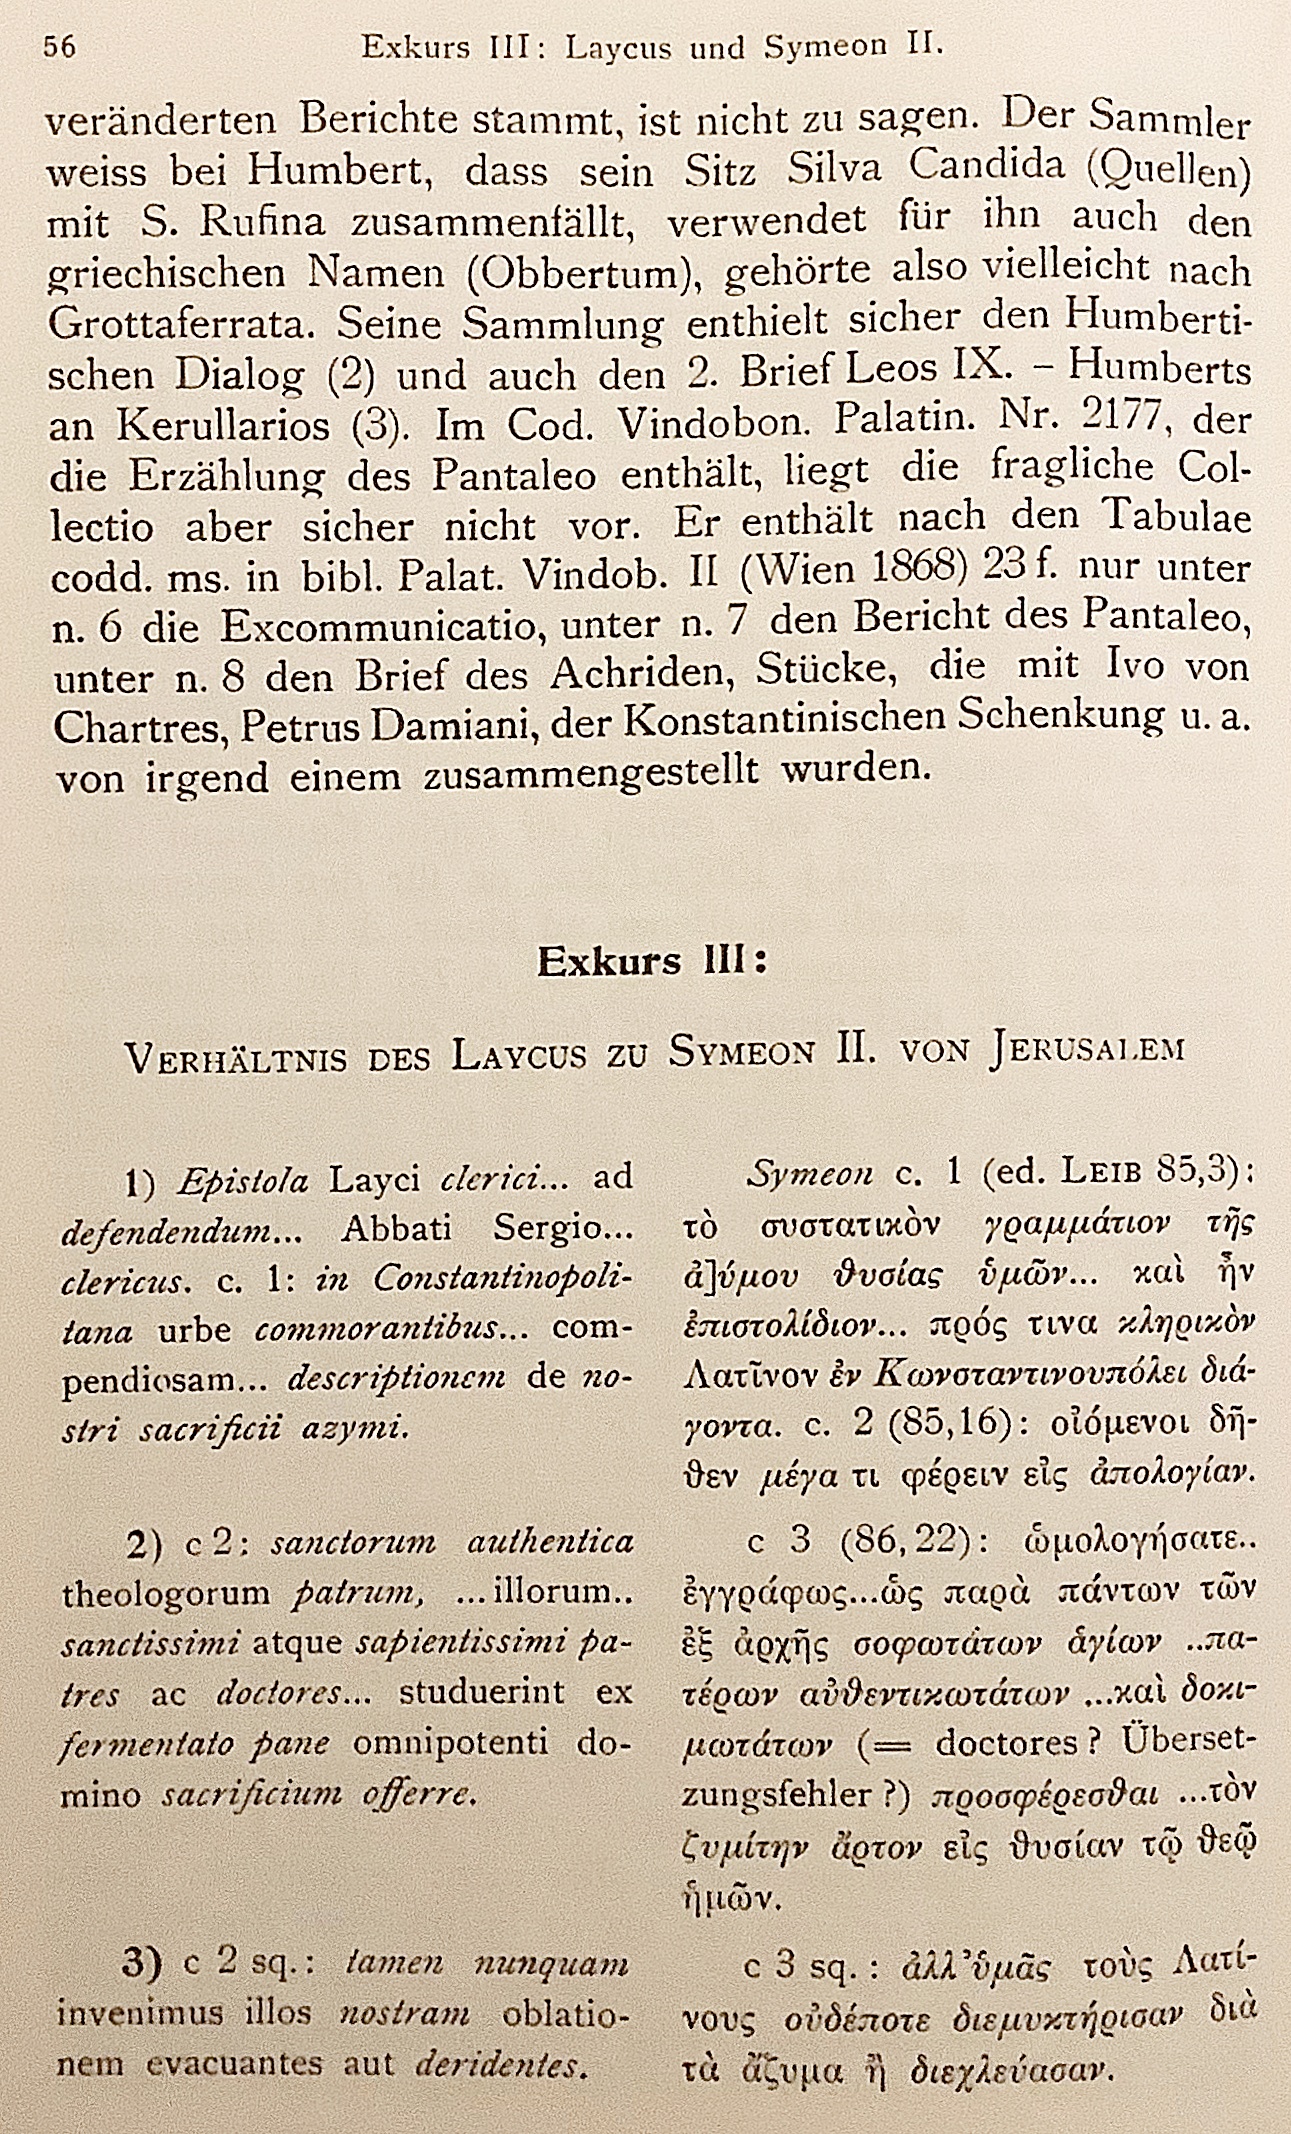 56 Exkurs III: Laycus und Symeon II.
veränderten Berichte stammt, ist nicht zu sagen. Der Sammler
weiss bei Humbert, dass sein Sitz Silva Candida (Quellen)
mit S. Rufina zusammenfällt, verwendet für ihn auch den
griechischen Namen (Obbertum), gehörte also vielleicht nach
Grottaferrata. Seine Sammlung enthielt sicher den Humberti-
schen Dialog (2) und auch den 2. Brief Leos IX. – Humberts
an Kerullarios (3). Im Cod. Vindobon. Palatin. Nr. 2177, der
die Erzählung des Pantaleo enthält, liegt die fragliche Col-
lectio aber sicher nicht vor. Er enthält nach den Tabulae
codd. ms. in bibl. Palat. Vindob. II (Wien 1868) 23 f. nur unter
n. 6 die Excommunicatio, unter n. 7 den Bericht des Pantaleo,
unter n. 8 den Brief des Achriden, Stücke, die mit Ivo von
Chartres, Petrus Damiani, der Konstantinischen Schenkung u. a.
von irgend einem zusammengestellt wurden.
Exkurs III:
VERHÄLTNIS DES LAYCUS ZU SYMEON II. VON JERUSALEM
1) Epistola Layci clerici... ad
defendendum... Abbati Sergio...
clericus. c. 1: in Constantinopoli-
tana urbe commorantibus... com-
pendiosam... descriptionem de no-
stri sacrificii azymi.
Symeon c. 1 (ed. LEIB 85,3):
τὸ συστατικὸν γραμμάτιον τῆς
ἀ]ύμου θυσίας ὑμῶν... καὶ ἦν
ἐπιστολίδιον... πρός τινα κληρικὸν
Λατῖνον ἐν Κωνσταντινουπόλει διά-
γοντα. c. 2 (85,16): οἰόμενοι δῆ-
θεν μέγα τι φέρειν εἰς ἀπολογίαν.
2) c 2: sanctorum authentica
theologorum patrum, ...illorum..
sanctissimi atque sapientissimi pa-
tres ac doctores... studuerint ex
fermentato pane omnipotenti do-
mino sacrificium offerre.
c 3 (86,22): ὡμολογήσατε..
ἐγγράφως...ὡς παρὰ πάντων τῶν
ἐξ ἀρχῆς σοφωτάτων ἁγίων ..πα-
τέρων αὐθεντικωτάτων ...καὶ δοκι-
μωτάτων (= doctores? Überset-
zungsfehler?) προσφέρεσθαι ...τὸν
ζυμίτην ἄρτον εἰς θυσίαν τῷ θεῷ
ἡμῶν.
3) c 2 sq.: tamen nunquam
invenimus illos nostram oblatio-
nem evacuantes aut deridentes.
c 3 sq.: ἀλλ’ὑμᾶς τοὺς Λατί-
νους οὐδέποτε διεμυκτήρισαν διὰ
τὰ ἄζυμα ἢ διεχλεύασαν.